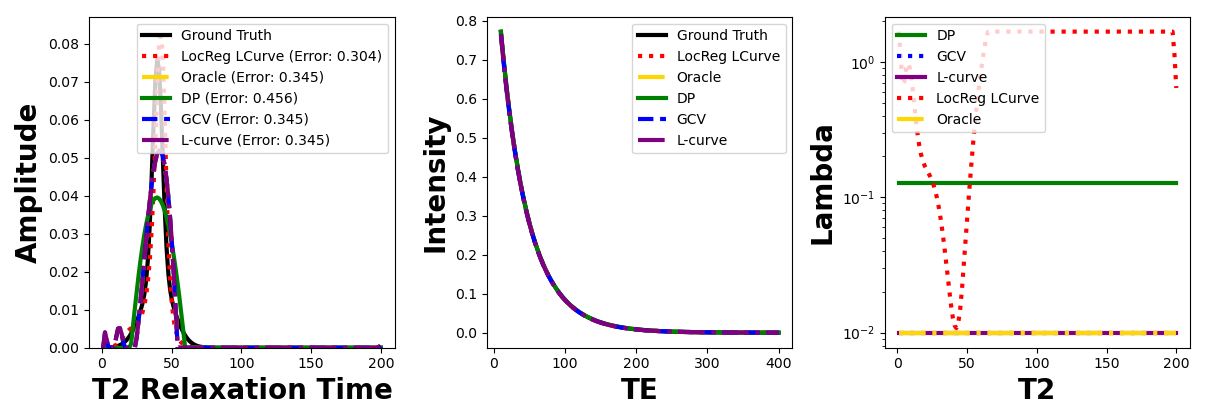 Amplitude
0.08
0.07
0.06
0.05
0.04
0.03
0.02
0.01
0.00
Ground Truth
LocReg LCurve (Error: 0.304)
Oracle (Error: 0.345)
DP (Error: 0.456)
GCV (Error: 0.345)
L-curve (Error: 0.345)
0 50 100 150 200
T2 Relaxation Time
Intensity
0.8
0.7
0.6
0.5
0.4
0.3
0.2
0.1
0.0
Ground Truth
LocReg LCurve
Oracle
DP
GCV
L-curve
0 100 200 300 400
TE
Lambda
10⁰
10⁻¹
10⁻²
DP
GCV
L-curve
LocReg LCurve
Oracle
0 50 100 150 200
T2